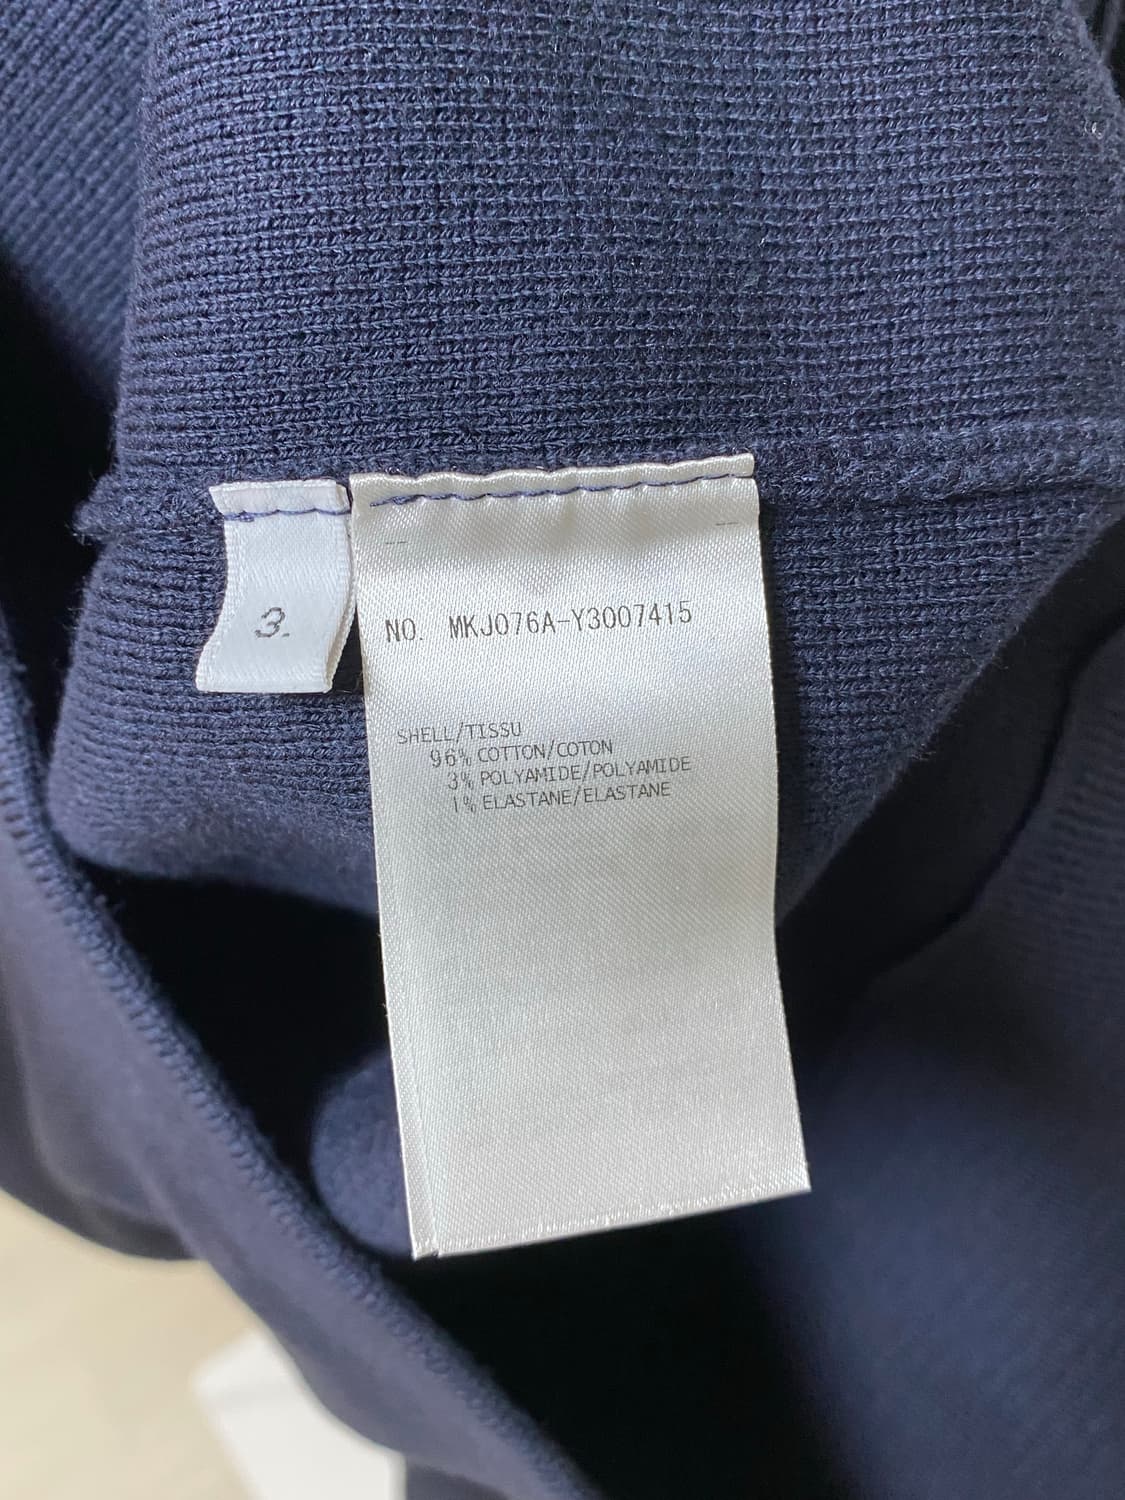 3.
NO. MKJ076A-Y3007415
SHELL/TISSU
96% COTTON/COTON
3% POLYAMIDE/POLYAMIDE
1% ELASTANE/ELASTANE